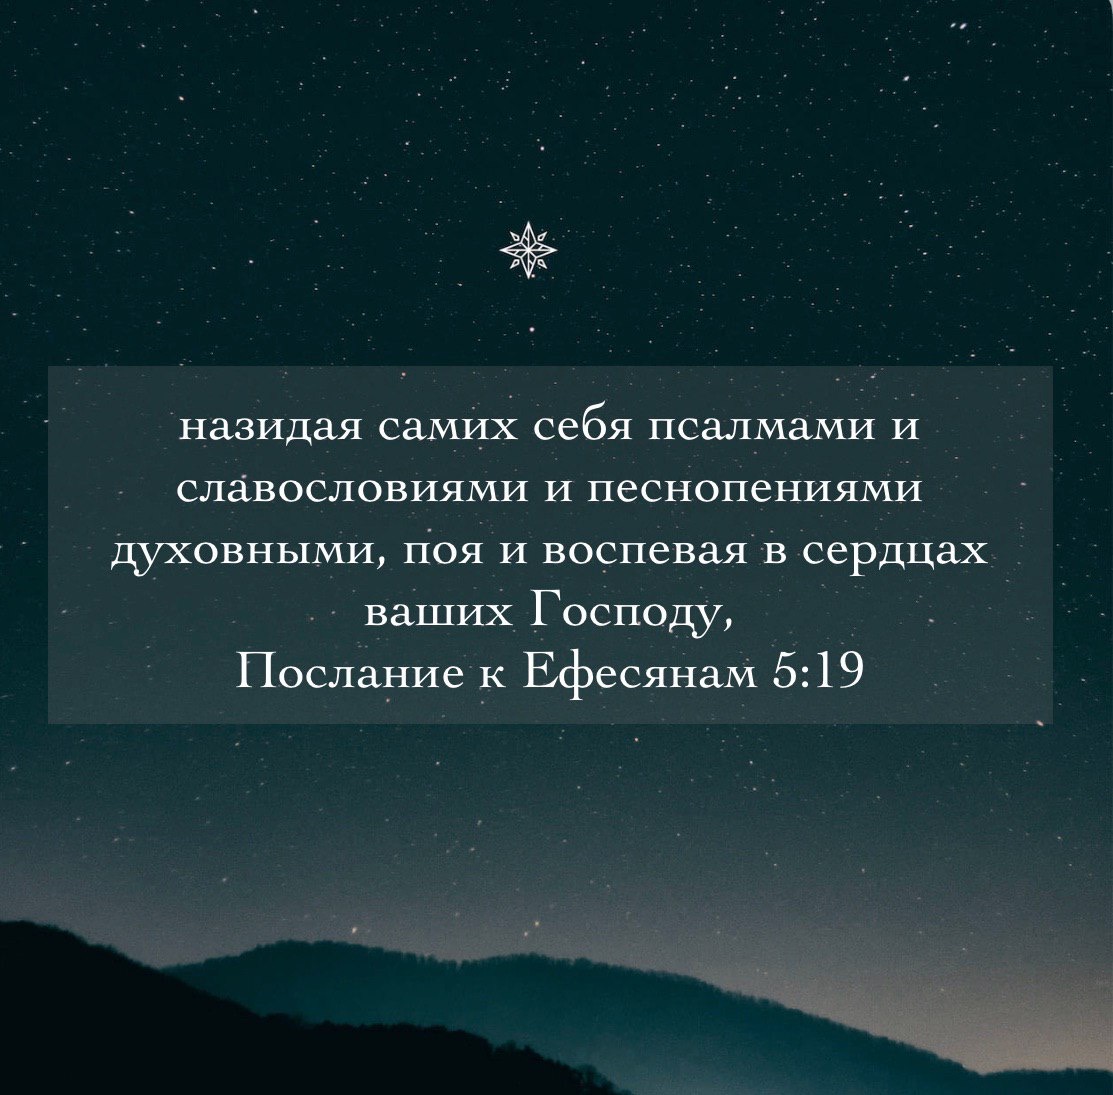 назидая самих себя псалмами и
славословиями и песнопениями
духовными, поя и воспевая в сердцах
ваших Господу,
Послание к Ефесянам 5:19